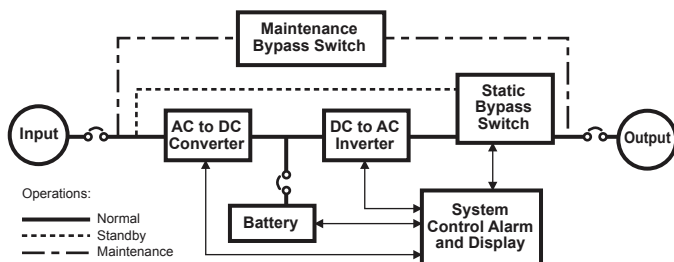 Maintenance
Bypass Switch
Static
Bypass
Switch
Input
AC to DC
Converter
DC to AC
Inverter
Output
Operations:
Normal
Standby
Maintenance
Battery
System
Control Alarm
and Display